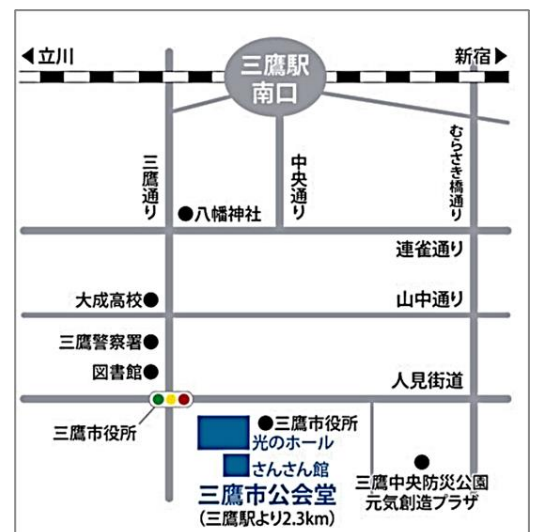 ◀立川
新宿▶
三鷹駅
南口
三鷹通り
中央通り
むらさき橋通り
●八幡神社
連雀通り
大成高校●
山中通り
三鷹警察署●
図書館●
人見街道
三鷹市役所
●三鷹市役所
光のホール
さんさん館
三鷹市公会堂
(三鷹駅より2.3km)
三鷹中央防災公園
元気創造プラザ